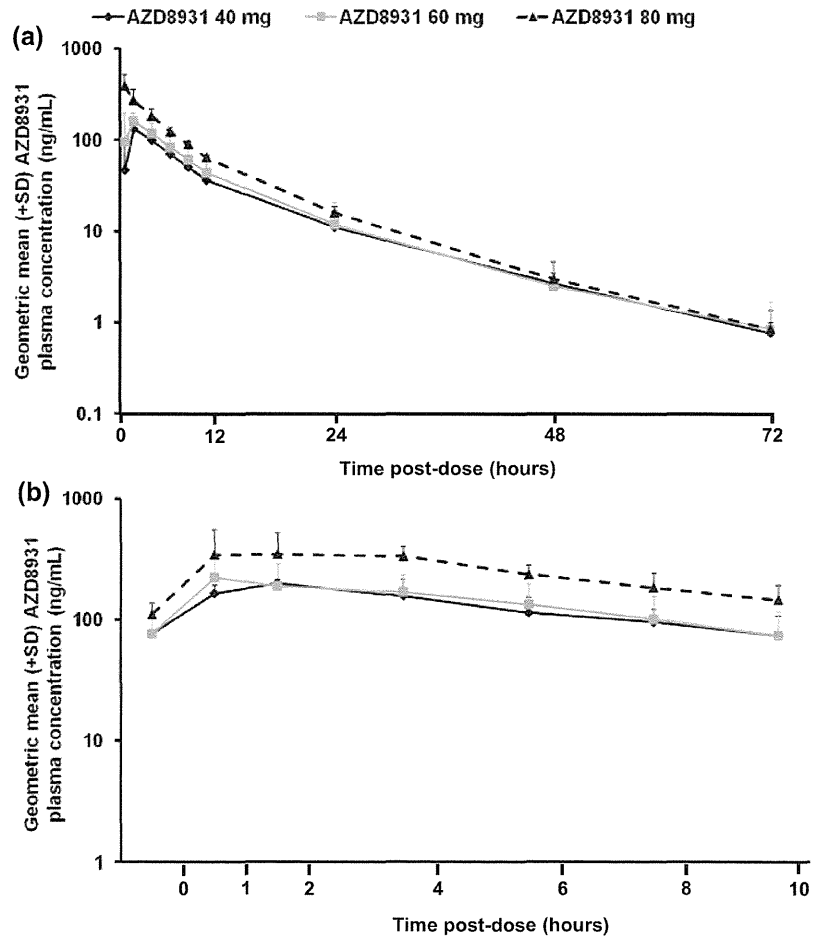 AZD8931 40 mg AZD8931 60 mg AZD8931 80 mg
(a)
Geometric mean (+SD) AZD8931
plasma concentration (ng/mL)
1000
100
10
1
0.1
0 12 24 48 72
Time post-dose (hours)
(b)
Geometric mean (+SD) AZD8931
plasma concentration (ng/mL)
1000
100
10
1
0 1 2 4 6 8 10
Time post-dose (hours)